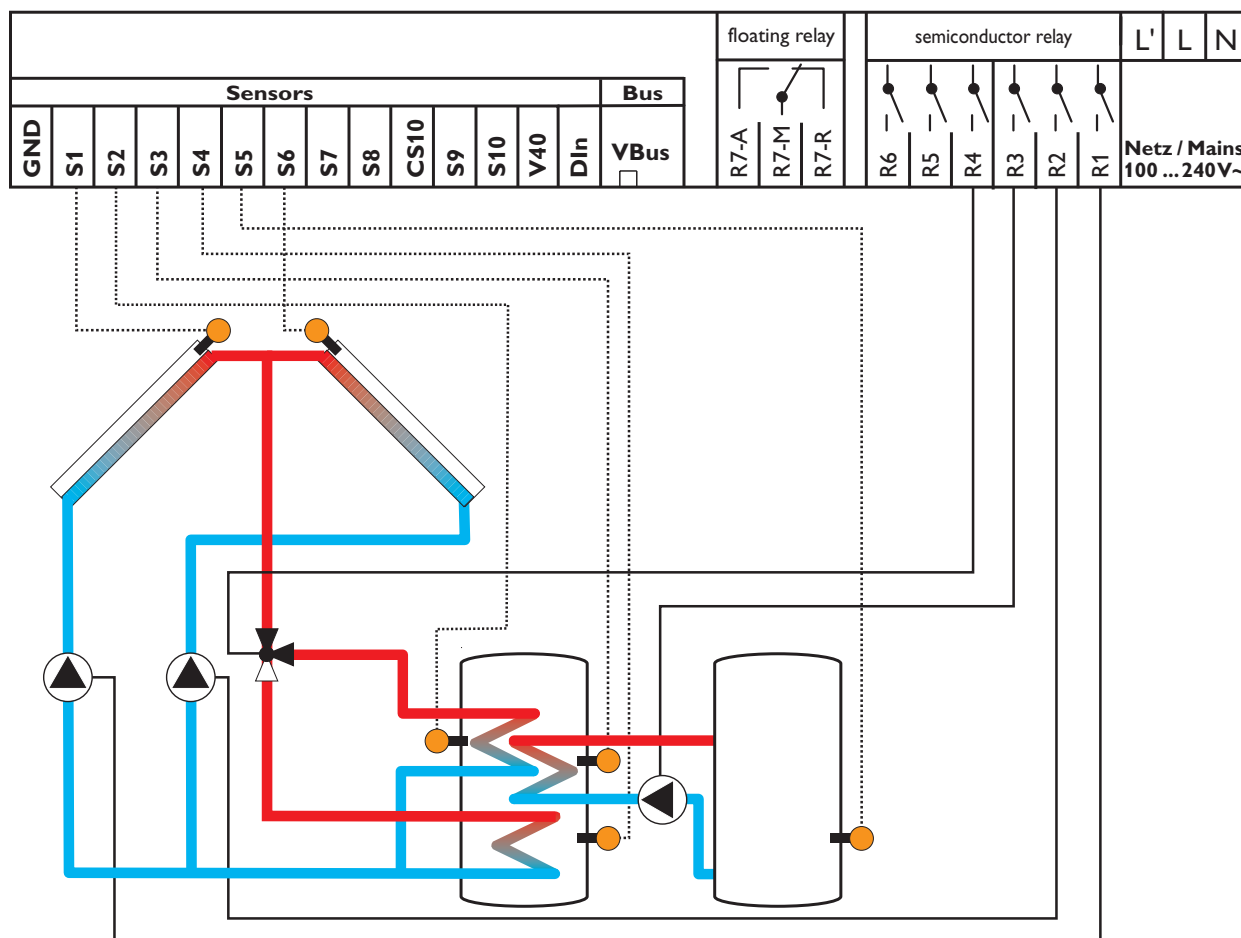 floating relay
semiconductor relay
L' L N
Sensors
Bus
GND S1 S2 S3 S4 S5 S6 S7 S8 CS10 S9 S10 V40 DIn
VBus
R7-A R7-M R7-R
R6 R5 R4 R3 R2 R1
Netz / Mains
100 ... 240 V~